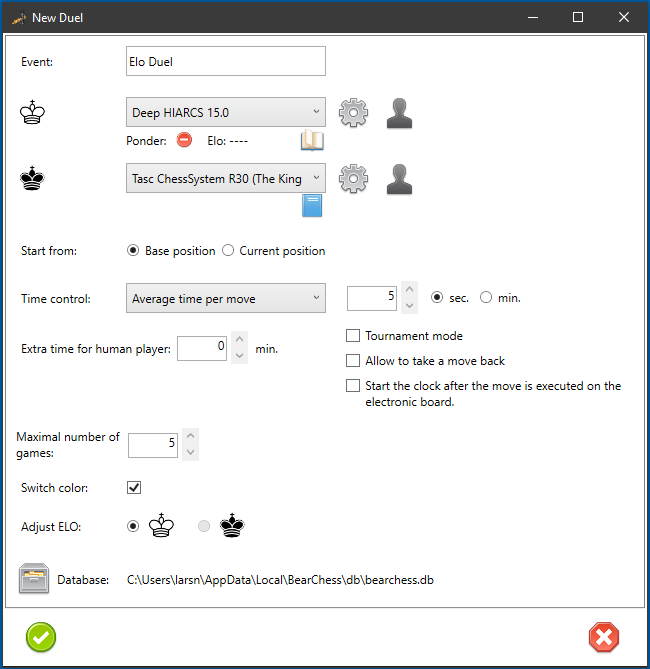 New Duel
Event:
Elo Duel
Deep HIARCS 15.0
Ponder:
Elo: ----
Tasc ChessSystem R30 (The King
Start from:
Base position
Current position
Time control:
Average time per move
5
sec.
min.
Extra time for human player:
0
min.
Tournament mode
Allow to take a move back
Start the clock after the move is executed on the
electronic board.
Maximal number of
games:
5
Switch color:
Adjust ELO:
Database:
C:\Users\larsn\AppData\Local\BearChess\db\bearchess.db